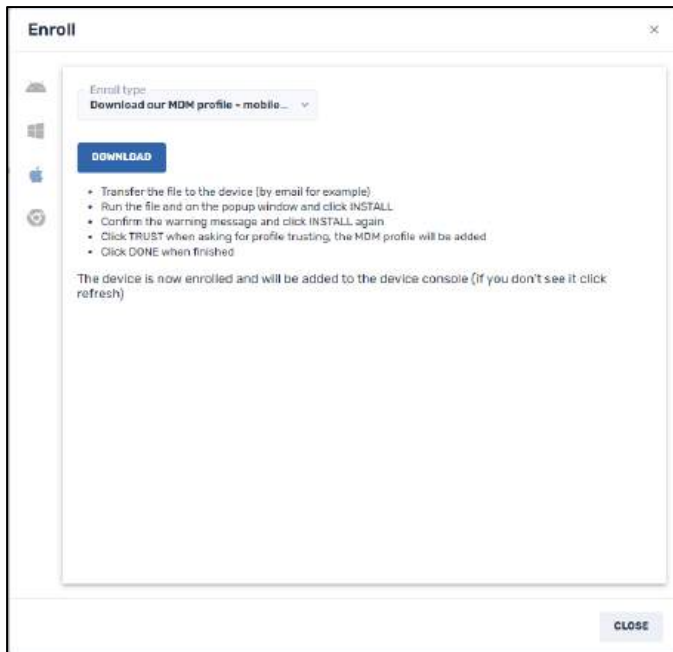 Enroll
Enroll type
Download our MDM profile - mobile...
DOWNLOAD
Transfer the file to the device (by email for example)
Run the file and on the popup window and click INSTALL
Confirm the warning message and click INSTALL again
Click TRUST when asking for profile trusting, the MDM profile will be added
Click DONE when finished
The device is now enrolled and will be added to the device console (if you don't see it click
refresh)
CLOSE